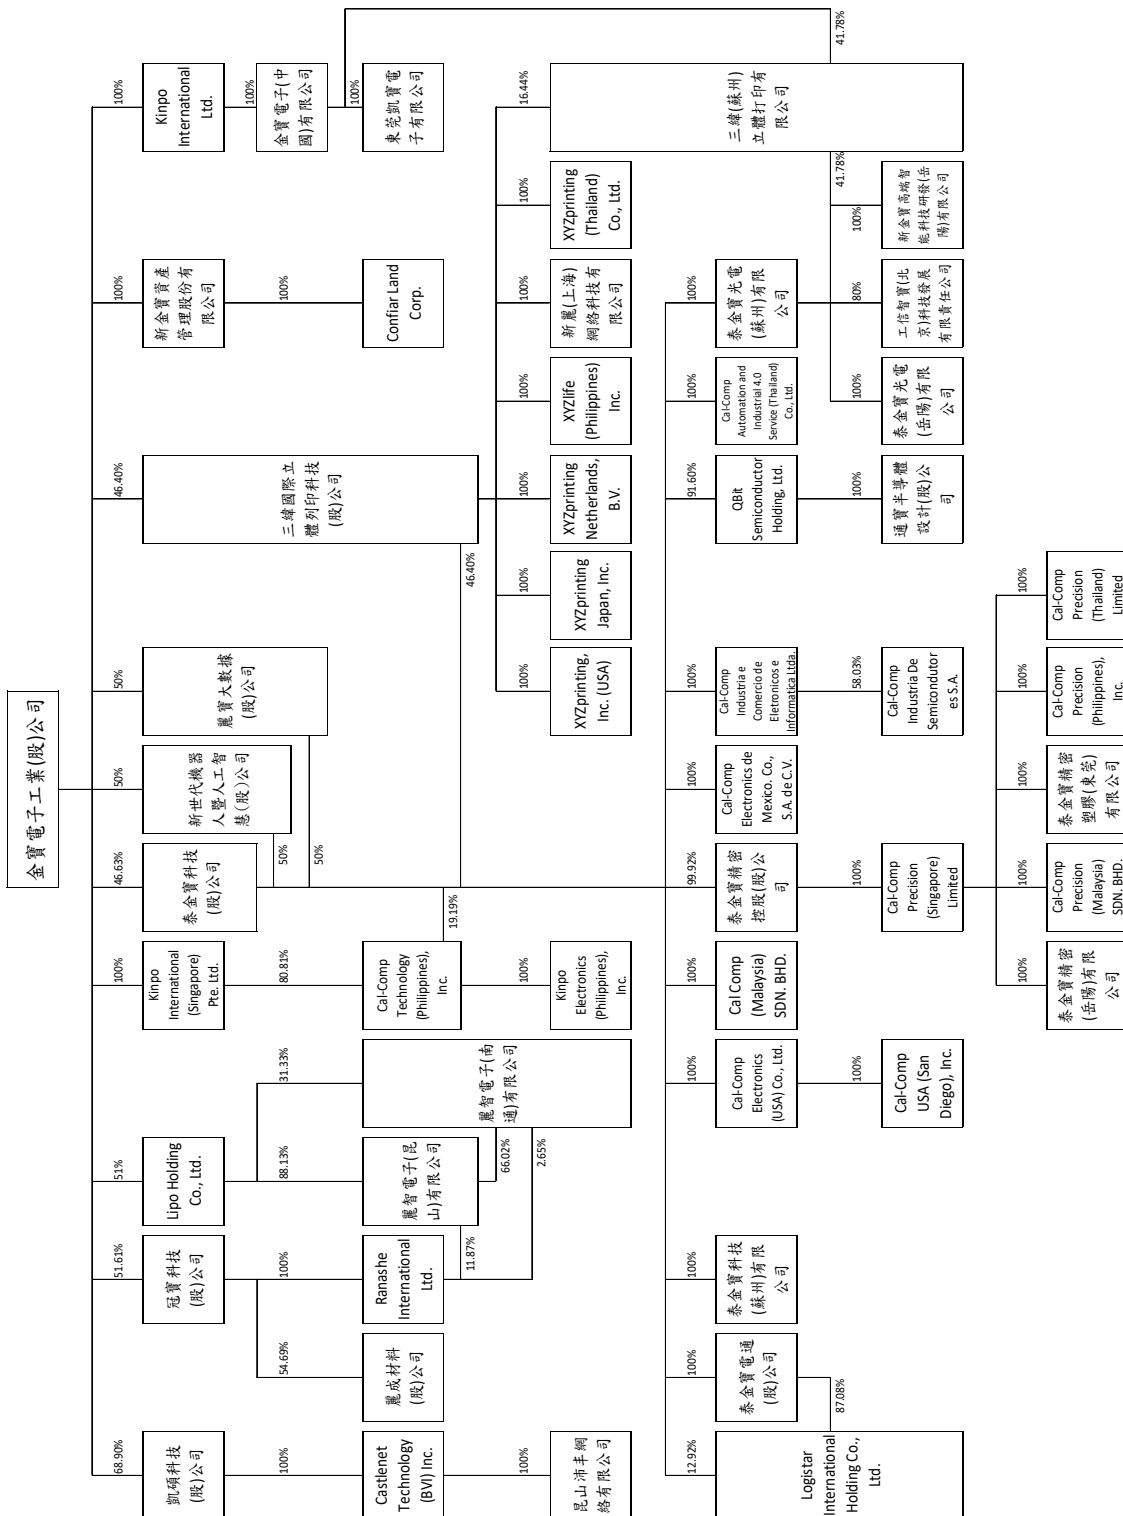 金寶電子工業(股)公司
68.90%
51.61%
51%
100%
46.63%
50%
50%
46.40%
100%
100%
凱碩科技
(股)公司
冠寶科技
(股)公司
Lipo Holding
Co., Ltd.
Kinpo
International
(Singapore)
Pte. Ltd.
泰金寶科技
(股)公司
新世代機器
人暨人工智
慧(股)公司
麗寶大數據
(股)公司
三緯國際立
體列印科技
(股)公司
新金寶資產
管理股份有
限公司
Kinpo
International
Ltd.
100%
54.69%
100%
88.13%
31.33%
80.81%
50%
50%
100%
100%
金寶電子(中
國)有限公司
100%
Castlenet
Technology
(BVI) Inc.
麗成材料
(股)公司
Ranashe
International
Ltd.
麗智電子(昆
山)有限公司
麗智電子(南
通)有限公司
Cal-Comp
Technology
(Philippines),
Inc.
Confiar Land
Corp.
東莞凱寶電
子有限公司
11.87%
66.02%
2.65%
19.19%
46.40%
100%
100%
100%
100%
100%
100%
100%
100%
16.44%
41.78%
昆山沛丰網
絡有限公司
Kinpo
Electronics
(Philippines),
Inc.
XYZprinting,
Inc. (USA)
XYZprinting
Japan, Inc.
XYZprinting
Netherlands,
B.V.
XYZlife
(Philippines)
Inc.
新麗(上海)
網絡科技有
限公司
XYZprinting
(Thailand)
Co., Ltd.
三緯(蘇州)
立體打印有
限公司
12.92%
100%
100%
100%
100%
99.92%
100%
100%
91.60%
100%
100%
41.78%
Logistar
International
Holding Co.,
Ltd.
泰金寶電通
(股)公司
泰金寶科技
(蘇州)有限
公司
Cal-Comp
Electronics
(USA) Co., Ltd.
Cal Comp
(Malaysia)
SDN. BHD.
泰金寶精密
控股(股)公
司
Cal-Comp
Electronics de
Mexico. Co.,
S.A. de C.V.
Cal-Comp
Industria e
Comercio de
Eletronicos e
Informatica Ltda.
QBit
Semiconductor
Holding, Ltd.
Cal-Comp
Automation and
Industrial 4.0
Service (Thailand)
Co., Ltd.
泰金寶光電
(蘇州)有限
公司
87.08%
100%
100%
58.03%
100%
100%
80%
100%
Cal-Comp
USA (San
Diego), Inc.
Cal-Comp
Precision
(Singapore)
Limited
Cal-Comp
Industria De
Semicondutor
es S.A.
通寶半導體
設計(股)公
司
泰金寶光電
(岳陽)有限
公司
工信智寶(北
京)科技發展
有限責任公司
新金寶高端智
能科技研發(岳
陽)有限公司
100%
100%
100%
100%
100%
泰金寶精密
(岳陽)有限
公司
Cal-Comp
Precision
(Malaysia)
SDN. BHD.
泰金寶精密
塑膠(東莞)
有限公司
Cal-Comp
Precision
(Philippines),
Inc.
Cal-Comp
Precision
(Thailand)
Limited